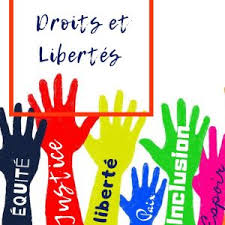 Droits et
Libertés
ÉQUITÉ
Justice
liberté
Paix
Inclusion
Espoir